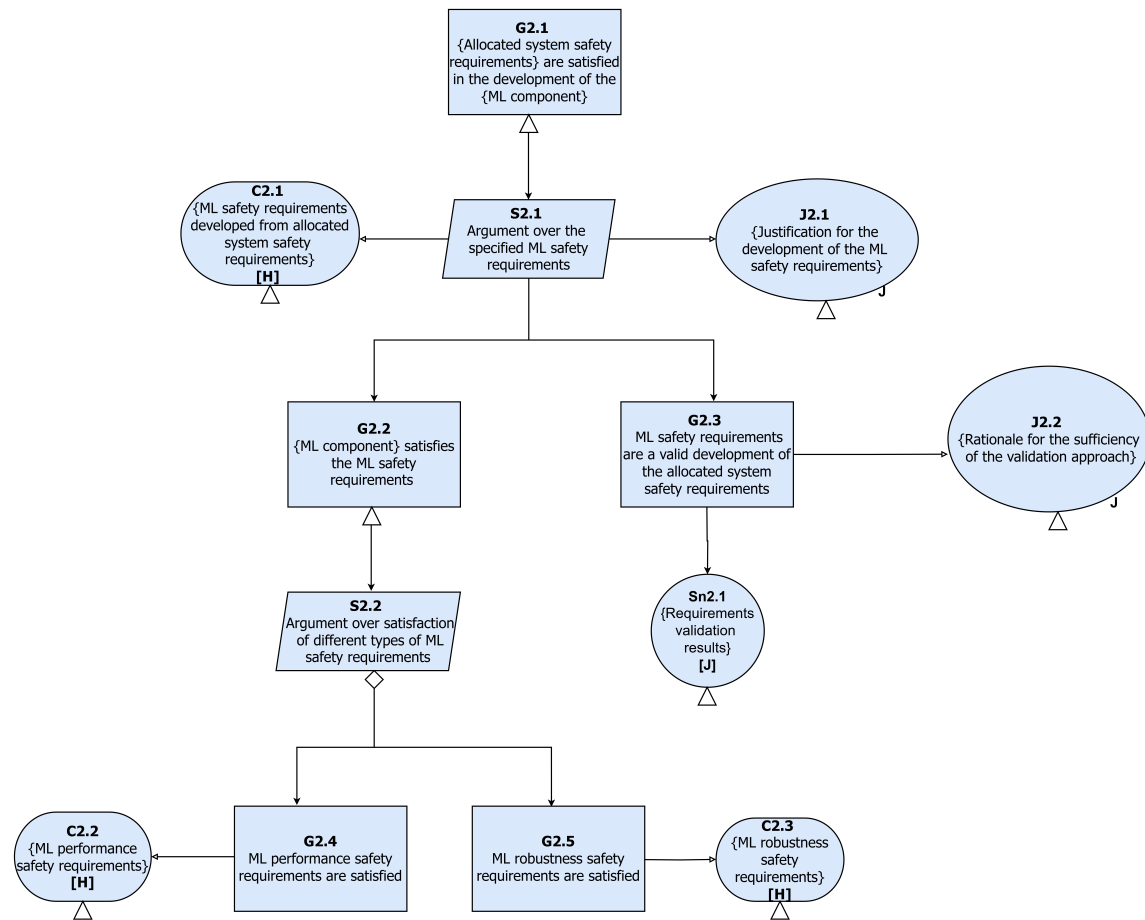 G2.1
{Allocated system safety
requirements} are satisfied
in the development of the
{ML component}
C2.1
{ML safety requirements
developed from allocated
system safety
requirements}
[H]
S2.1
Argument over the
specified ML safety
requirements
J2.1
{Justification for the
development of the ML
safety requirements}
J
G2.2
{ML component} satisfies
the ML safety
requirements
G2.3
ML safety requirements
are a valid development of
the allocated system
safety requirements
J2.2
{Rationale for the sufficiency
of the validation approach}
J
S2.2
Argument over satisfaction
of different types of ML
safety requirements
Sn2.1
{Requirements
validation
results}
[J]
C2.2
{ML performance
safety requirements}
[H]
G2.4
ML performance safety
requirements are satisfied
G2.5
ML robustness safety
requirements are satisfied
C2.3
{ML robustness
safety
requirements}
[H]